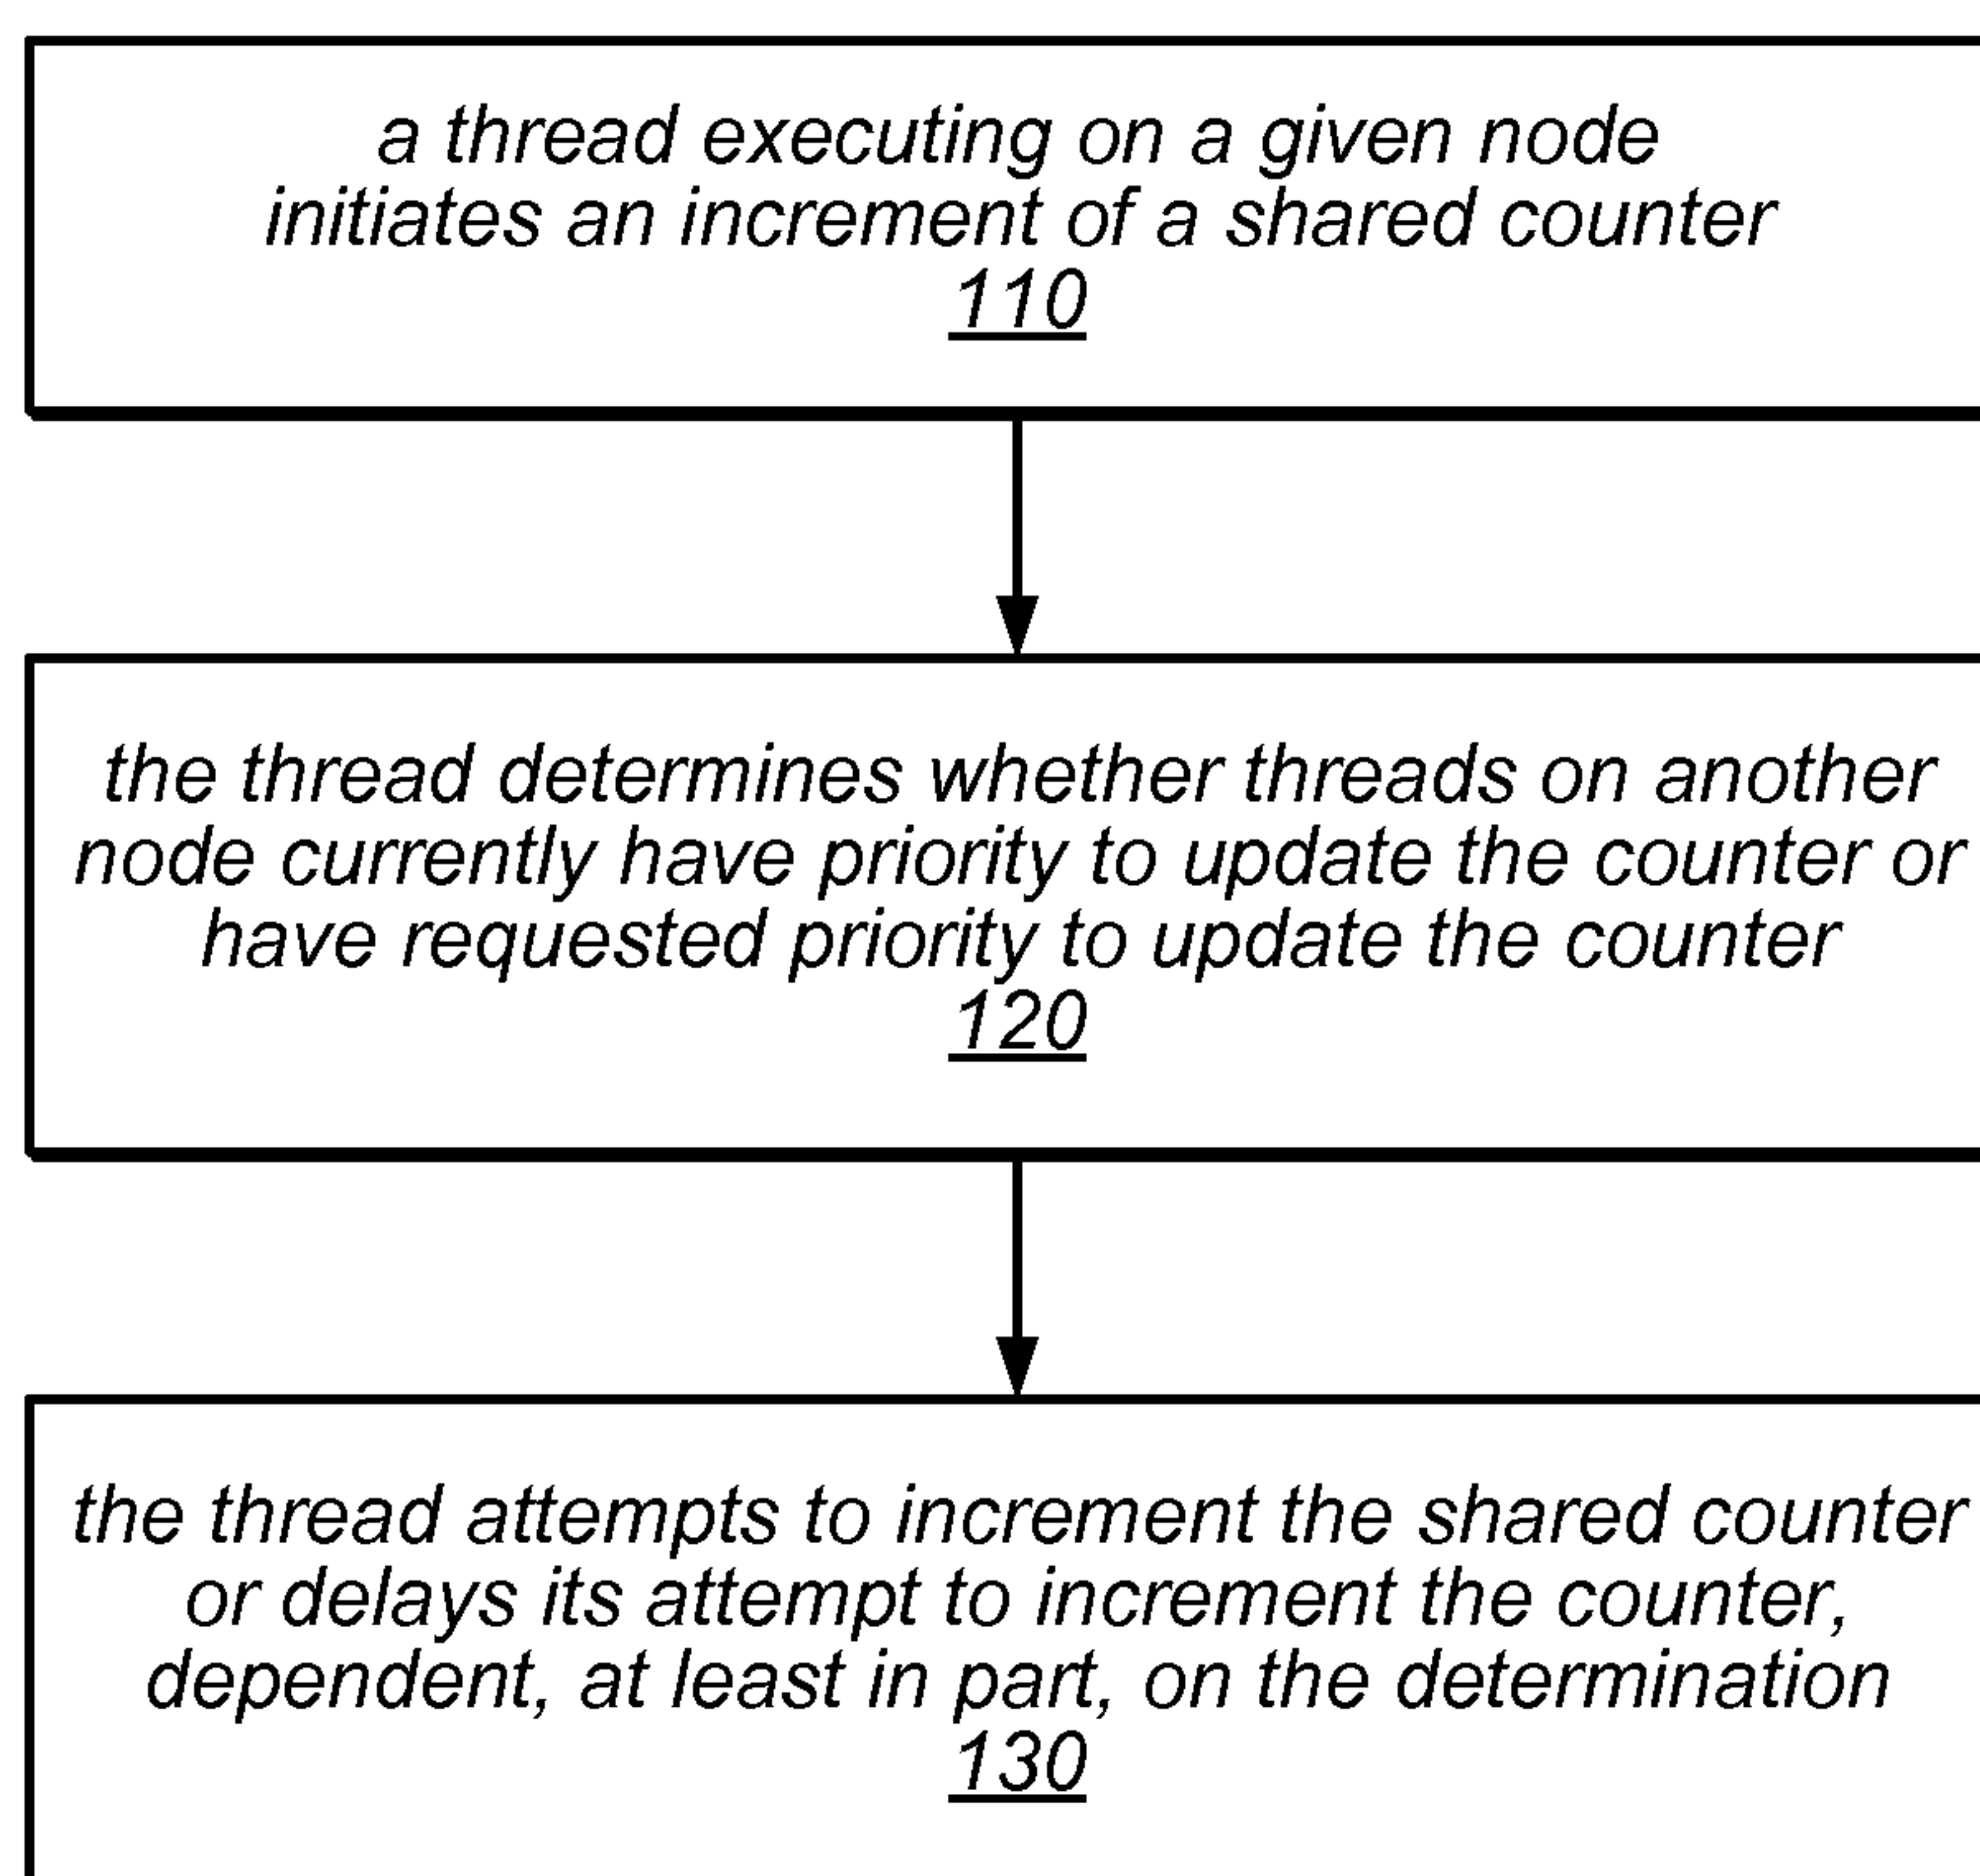 a thread executing on a given node
initiates an increment of a shared counter
110
the thread determines whether threads on another
node currently have priority to update the counter or
have requested priority to update the counter
120
the thread attempts to increment the shared counter
or delays its attempt to increment the counter,
dependent, at least in part, on the determination
130